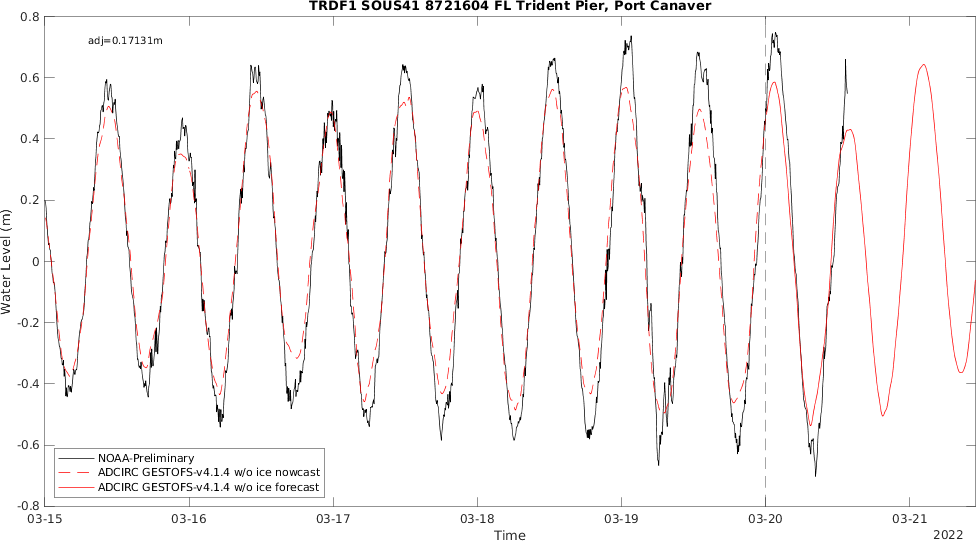 TRDF1 SOUS41 8721604 FL Trident Pier, Port Canaver
adj=0.17131m
0.8
0.6
0.4
0.2
0
-0.2
-0.4
-0.6
-0.8
Water Level (m)
NOAA-Preliminary
ADCIRC GESTOFS-v4.1.4 w/o ice nowcast
ADCIRC GESTOFS-v4.1.4 w/o ice forecast
03-15 03-16 03-17 03-18 03-19 03-20 03-21
Time
2022